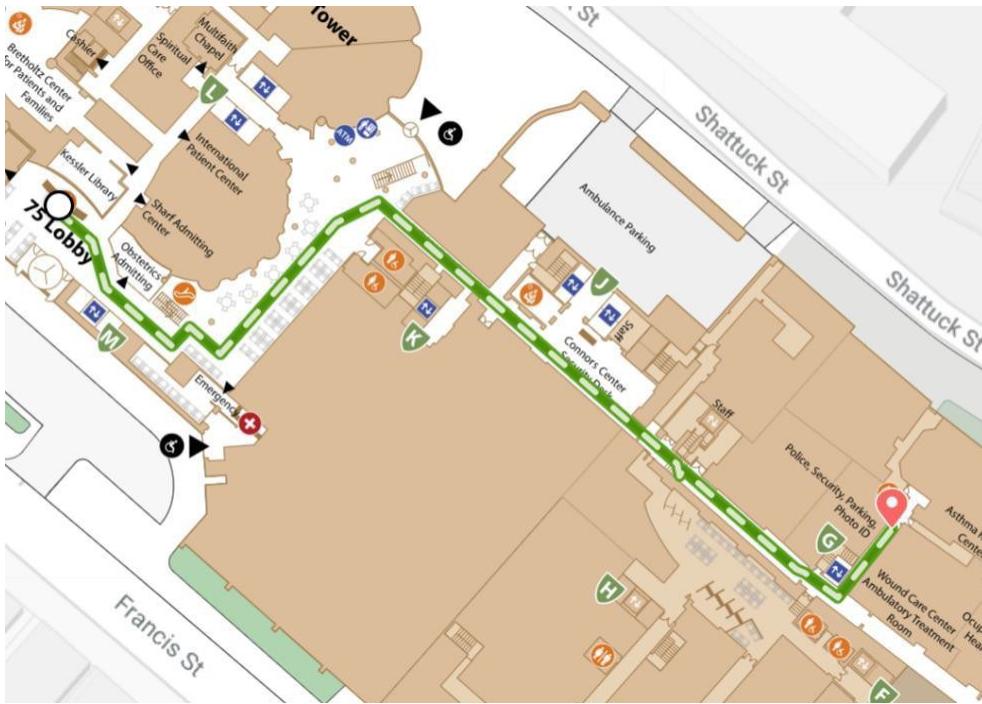 Shattuck St
Tower
Cashier
Multifaith
Chapel
Spiritual
Care
Office
L
Bretholtz Center
for Patients and
Families
Shattuck St
ATM
International
Patient Center
Kessler Library
Ambulance Parking
Sharf Admitting
Center
75 Lobby
Obstetrics
Admitting
Shattuck St
J
Staff
M
K
Connors Center
Security Desk
Emergency
Staff
Police, Security, Parking,
Photo ID
Asthma
Center
G
Wound Care Center
Ambulatory Treatment
Room
H
Francis St
F